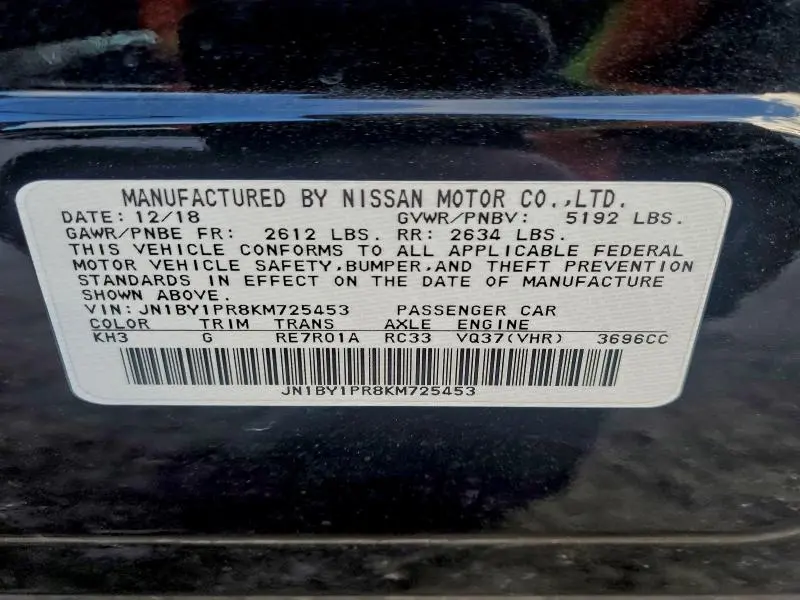 MANUFACTURED BY NISSAN MOTOR CO.,LTD.
DATE: 12/18 GVWR/PNBV: 5192 LBS.
GAWR/PNBE FR: 2612 LBS. RR: 2634 LBS.
THIS VEHICLE CONFORMS TO ALL APPLICABLE FEDERAL
MOTOR VEHICLE SAFETY,BUMPER,AND THEFT PREVENTION
STANDARDS IN EFFECT ON THE DATE OF MANUFACTURE
SHOWN ABOVE.
VIN: JN1BY1PR8KM725453 PASSENGER CAR
COLOR TRIM TRANS AXLE ENGINE
KH3 G RE7R01A RC33 VQ37(VHR) 3696CC
JN1BY1PR8KM725453